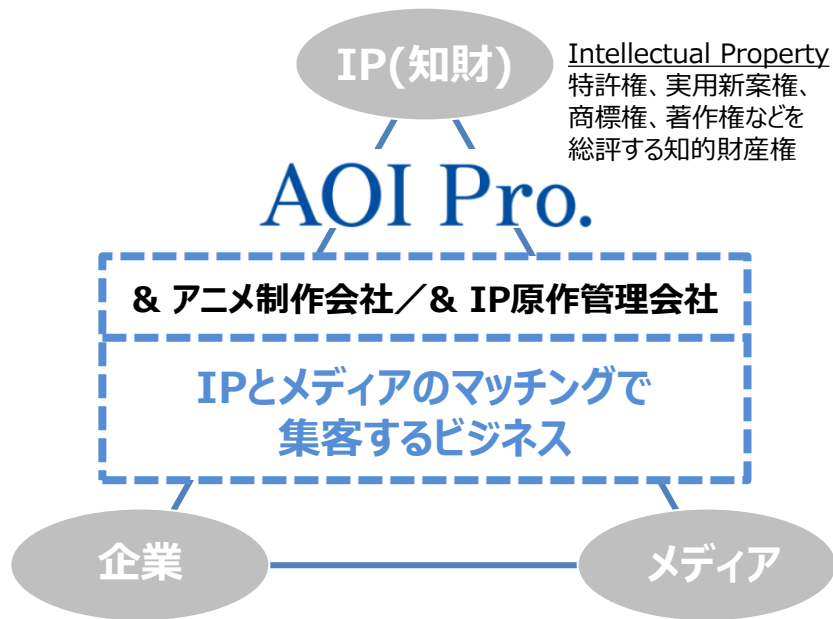 IP(知財)
Intellectual Property
特許権、実用新案権、
商標権、著作権などを
総評する知的財産権
AOI Pro.
& アニメ制作会社／& IP原作管理会社
IPとメディアのマッチングで
集客するビジネス
企業
メディア